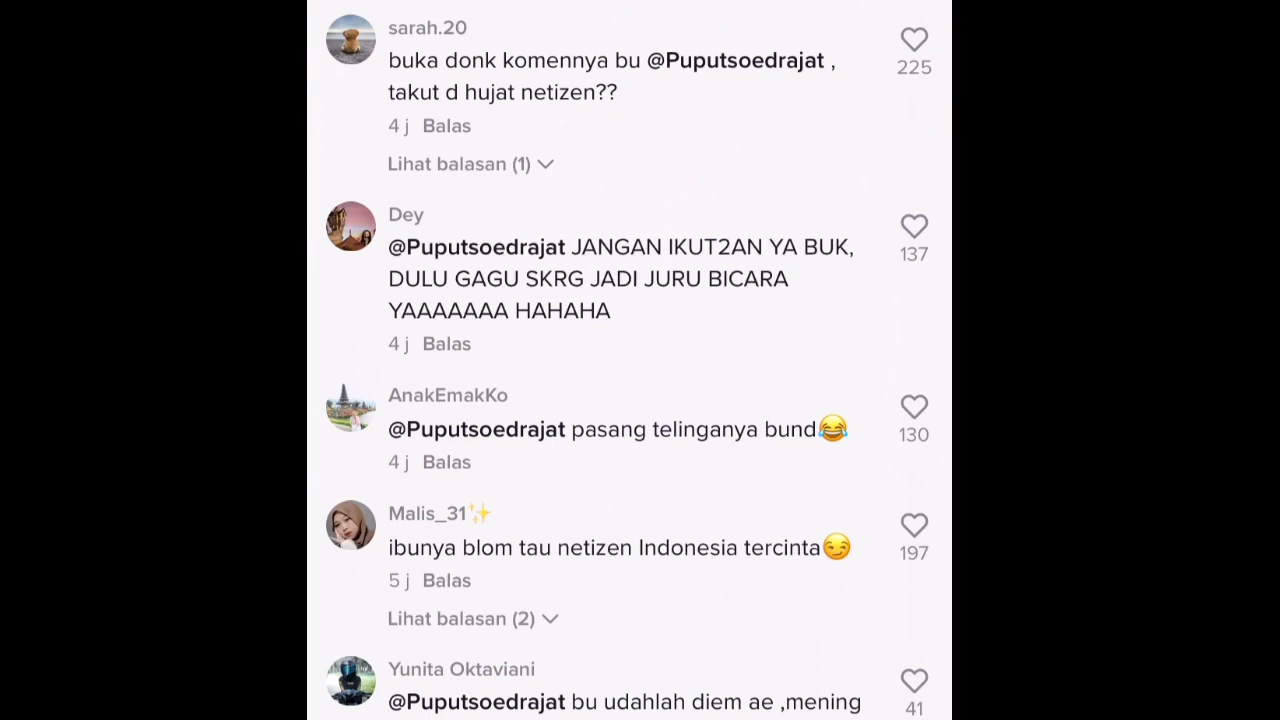 sarah.20
buka donk komennya bu @Puputsoedrajat ,
takut d hujat netizen??
225
4 j Balas
Lihat balasan (1)
Dey
@Puputsoedrajat JANGAN IKUT2AN YA BUK,
DULU GAGU SKRG JADI JURU BICARA
YAAAAAAA HAHAHA
137
4 j Balas
AnakEmakKo
@Puputsoedrajat pasang telinganya bund😂
130
4 j Balas
Malis_31✨
ibunya blom tau netizen Indonesia tercinta😏
197
5 j Balas
Lihat balasan (2)
Yunita Oktaviani
@Puputsoedrajat bu udahlah diem ae ,mening
41